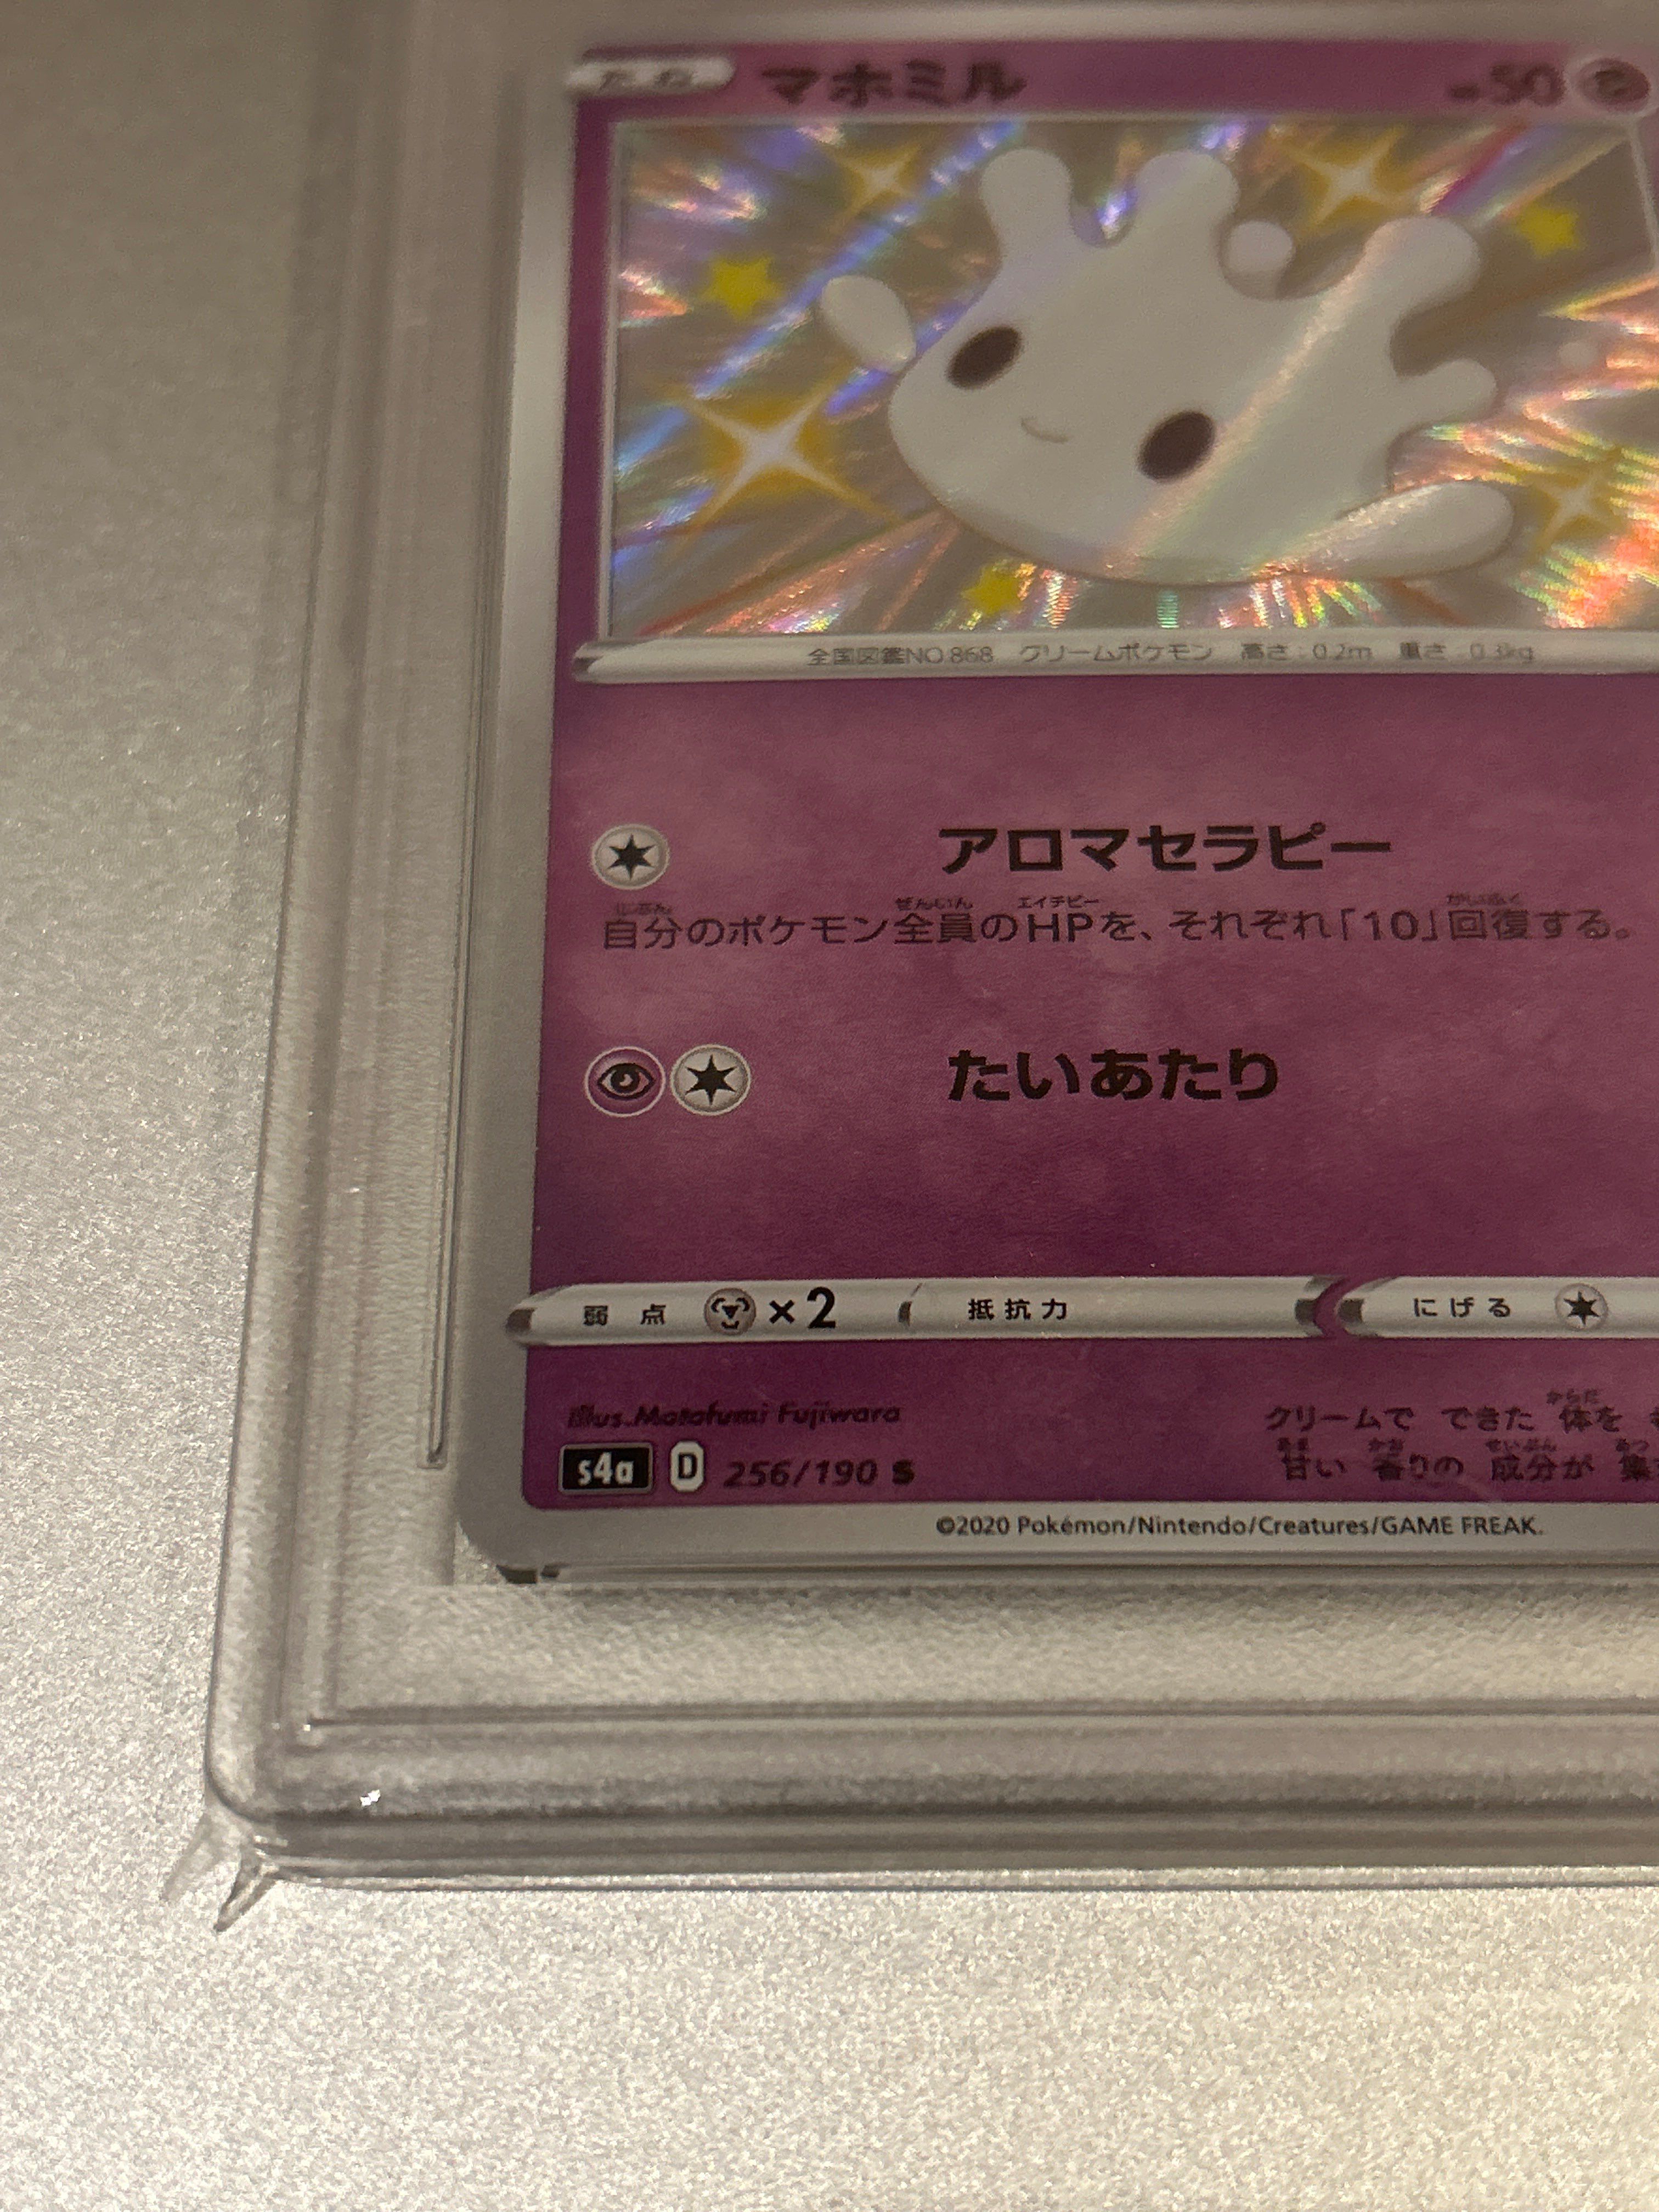 たね マホミル HP50
全国図鑑NO.868 クリームポケモン 高さ:0.2m 重さ:0.3kg
アロマセラピー
自分のポケモン全員のHPを、それぞれ「10」回復する。
たいあたり
弱点 ×2 抵抗力 にげる
illus.Motofumi Fujiwara
クリームで できた 体を
s4a D 256/190 S
甘い 香りの 成分が 集
©2020 Pokémon/Nintendo/Creatures/GAME FREAK.